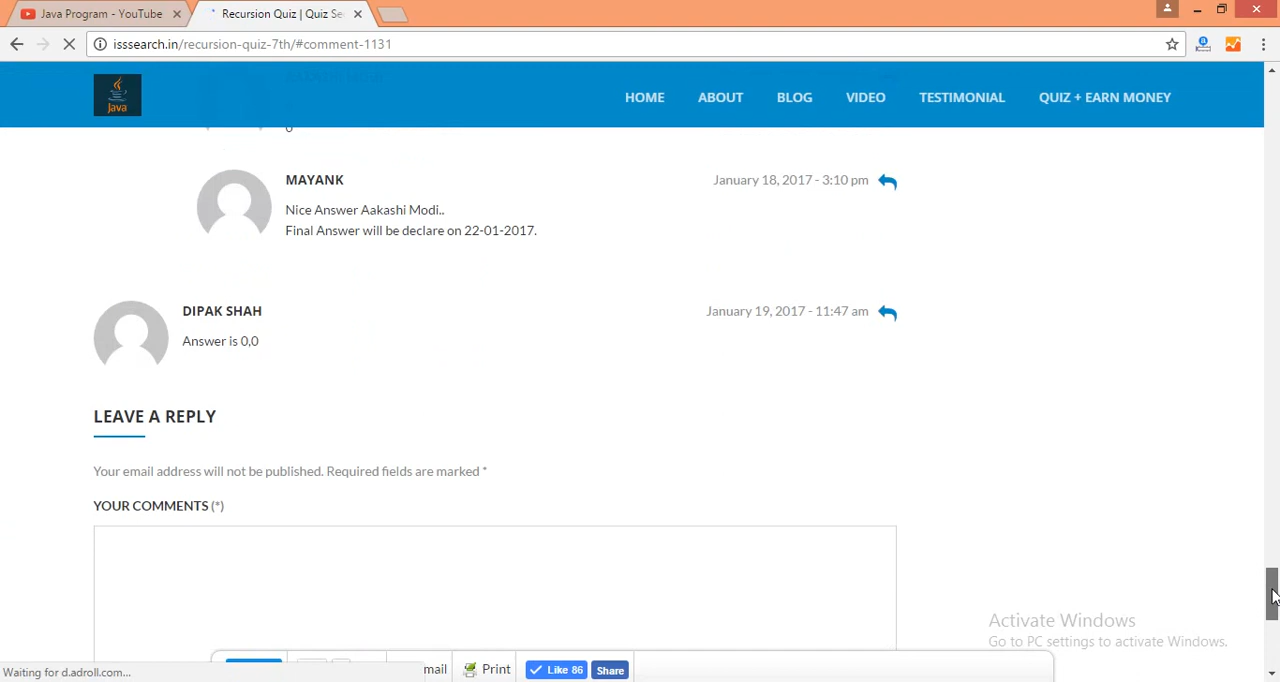 Java Program - YouTube
Recursion Quiz | Quiz Se
isssearch.in/recursion-quiz-7th/#comment-1131
Java
HOME
ABOUT
BLOG
VIDEO
TESTIMONIAL
QUIZ + EARN MONEY
0
MAYANK
January 18, 2017 - 3:10 pm
Nice Answer Aakashi Modi..
Final Answer will be declare on 22-01-2017.
DIPAK SHAH
January 19, 2017 - 11:47 am
Answer is 0,0
LEAVE A REPLY
Your email address will not be published. Required fields are marked *
YOUR COMMENTS (*)
Activate Windows
Go to PC settings to activate Windows.
Waiting for d.adroll.com...
mail
Print
Like 86
Share